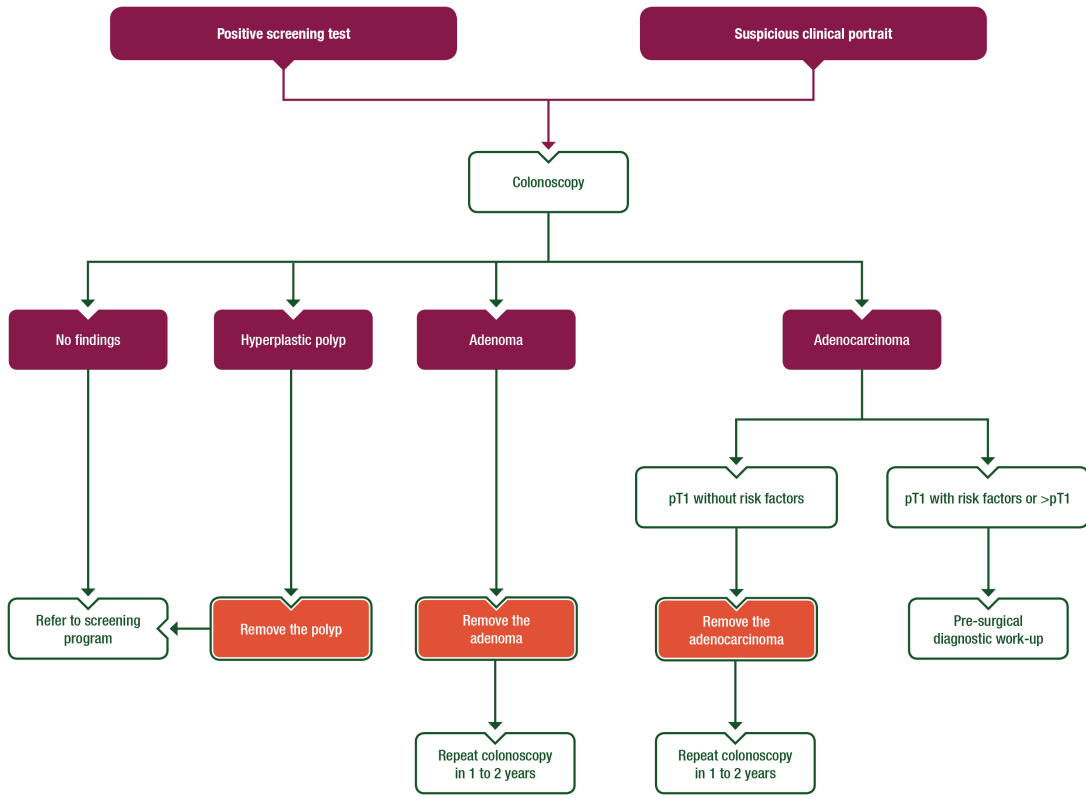 Positive screening test
Suspicious clinical portrait
Colonoscopy
No findings
Hyperplastic polyp
Adenoma
Adenocarcinoma
pT1 without risk factors
pT1 with risk factors or >pT1
Refer to screening
program
Remove the polyp
Remove the
adenoma
Remove the
adenocarcinoma
Pre-surgical
diagnostic work-up
Repeat colonoscopy
in 1 to 2 years
Repeat colonoscopy
in 1 to 2 years